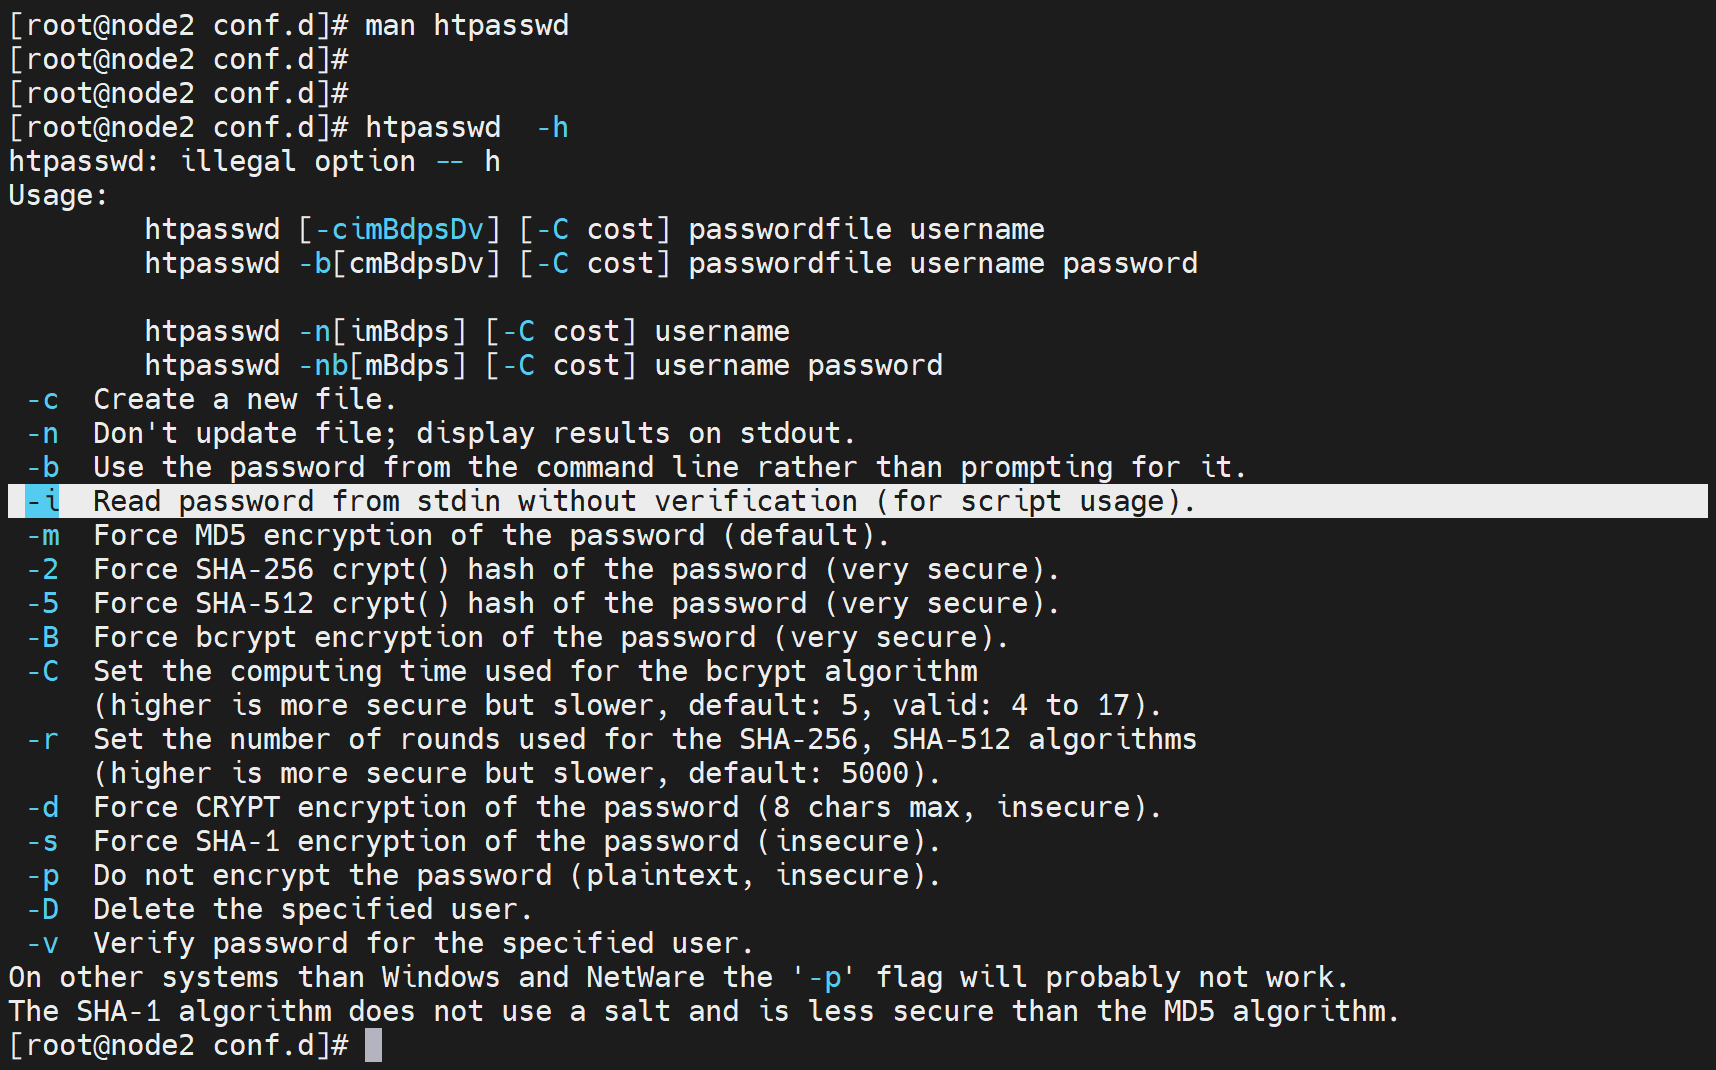 [root@node2 conf.d]# man htpasswd
[root@node2 conf.d]#
[root@node2 conf.d]#
[root@node2 conf.d]# htpasswd  -h
htpasswd: illegal option -- h
Usage:
        htpasswd [-cimBdpsDv] [-C cost] passwordfile username
        htpasswd -b[cmBdpsDv] [-C cost] passwordfile username password

        htpasswd -n[imBdps] [-C cost] username
        htpasswd -nb[mBdps] [-C cost] username password
 -c  Create a new file.
 -n  Don't update file; display results on stdout.
 -b  Use the password from the command line rather than prompting for it.
 -i  Read password from stdin without verification (for script usage).
 -m  Force MD5 encryption of the password (default).
 -2  Force SHA-256 crypt() hash of the password (very secure).
 -5  Force SHA-512 crypt() hash of the password (very secure).
 -B  Force bcrypt encryption of the password (very secure).
 -C  Set the computing time used for the bcrypt algorithm
     (higher is more secure but slower, default: 5, valid: 4 to 17).
 -r  Set the number of rounds used for the SHA-256, SHA-512 algorithms
     (higher is more secure but slower, default: 5000).
 -d  Force CRYPT encryption of the password (8 chars max, insecure).
 -s  Force SHA-1 encryption of the password (insecure).
 -p  Do not encrypt the password (plaintext, insecure).
 -D  Delete the specified user.
 -v  Verify password for the specified user.
On other systems than Windows and NetWare the '-p' flag will probably not work.
The SHA-1 algorithm does not use a salt and is less secure than the MD5 algorithm.
[root@node2 conf.d]#